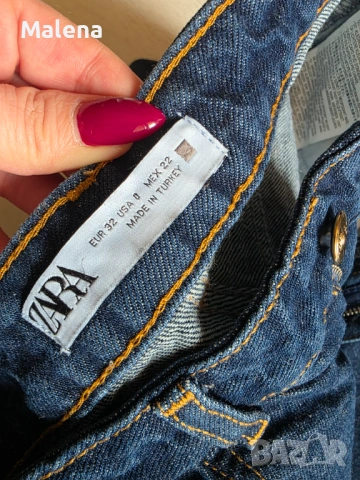 Malena
ZARA
EUR 32 USA 0 MEX 22
MADE IN TURKEY
BAZAR